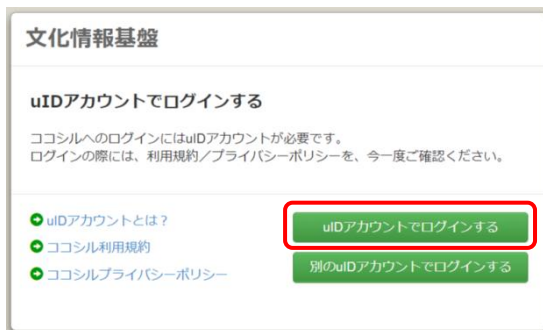 文化情報基盤
uIDアカウントでログインする
ココシルへのログインにはuIDアカウントが必要です。
ログインの際には、利用規約／プライバシーポリシーを、今一度ご確認ください。
uIDアカウントとは？
uIDアカウントでログインする
ココシル利用規約
ココシルプライバシーポリシー
別のuIDアカウントでログインする